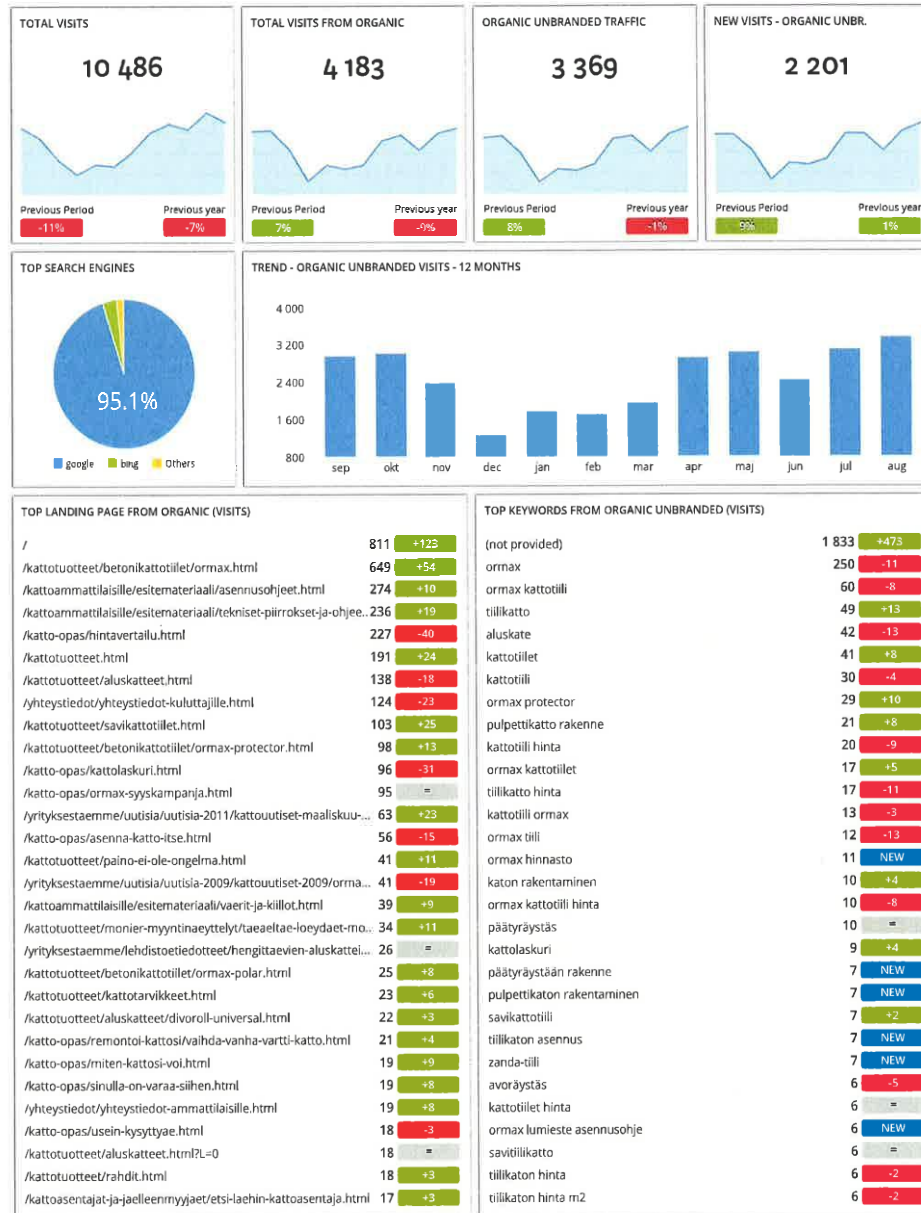 TOTAL VISITS
10 486
Previous Period
Previous year
-11%
-7%
TOTAL VISITS FROM ORGANIC
4 183
Previous Period
Previous year
7%
-9%
ORGANIC UNBRANDED TRAFFIC
3 369
Previous Period
Previous year
8%
-1%
NEW VISITS - ORGANIC UNBR.
2 201
Previous Period
Previous year
9%
1%
TOP SEARCH ENGINES
95.1%
google bing Others
TREND - ORGANIC UNBRANDED VISITS - 12 MONTHS
4 000
3 200
2 400
1 600
800
sep okt nov dec jan feb mar apr maj jun jul aug
TOP LANDING PAGE FROM ORGANIC (VISITS)
/ 811 +123
/kattotuotteet/betonikattotiilet/ormax.html 649 +54
/kattoammattilaisille/esitemateriaali/asennusohjeet.html 274 +10
/kattoammattilaisille/esitemateriaali/tekniset-piirrokset-ja-ohjee... 236 +19
/katto-opas/hintavertailu.html 227 -40
/kattotuotteet.html 191 +24
/kattotuotteet/aluskatteet.html 138 -18
/yhteystiedot/yhteystiedot-kuluttajille.html 124 -23
/kattotuotteet/savikattotiilet.html 103 +25
/kattotuotteet/betonikattotiilet/ormax-protector.html 98 +13
/katto-opas/kattolaskuri.html 96 -31
/katto-opas/ormax-syyskampanja.html 95 =
/yrityksestaemme/uutisia/uutisia-2011/kattouutiset-maaliskuu-... 63 +23
/katto-opas/asenna-katto-itse.html 56 -15
/kattotuotteet/paino-ei-ole-ongelma.html 41 +11
/yrityksestaemme/uutisia/uutisia-2009/kattouutiset-2009/orma... 41 -19
/kattoammattilaisille/esitemateriaali/vaerit-ja-kiillot.html 39 +9
/kattotuotteet/monier-myyntinaeyttelyt/taeaeltae-loeydaet-mo... 34 +11
/yrityksestaemme/lehdistoetiedotteet/hengittaevien-aluskattei... 26 =
/kattotuotteet/betonikattotiilet/ormax-polar.html 25 +8
/kattotuotteet/kattotarvikkeet.html 23 +6
/kattotuotteet/aluskatteet/divoroll-universal.html 22 +3
/katto-opas/remontoi-kattosi/vaihda-vanha-vartti-katto.html 21 +4
/katto-opas/miten-kattosi-voi.html 19 +9
/katto-opas/sinulla-on-varaa-siihen.html 19 +8
/yhteystiedot/yhteystiedot-ammattilaisille.html 19 +8
/katto-opas/usein-kysyttyae.html 18 -3
/kattotuotteet/aluskatteet.html?L=0 18 =
/kattotuotteet/rahdit.html 18 +3
/kattoasentajat-ja-jaelleenmyyjaet/etsi-laehin-kattoasentaja.html 17 +3
TOP KEYWORDS FROM ORGANIC UNBRANDED (VISITS)
(not provided) 1 833 +473
ormax 250 -11
ormax kattotiili 60 -8
tiilikatto 49 +13
aluskate 42 -13
kattotiilet 41 +8
kattotiili 30 -4
ormax protector 29 +10
pulpettikatto rakenne 21 +8
kattotiili hinta 20 -9
ormax kattotiilet 17 +5
tiilikatto hinta 17 -11
kattotiili ormax 13 -3
ormax tiili 12 -13
ormax hinnasto 11 NEW
katon rakentaminen 10 +4
ormax kattotiili hinta 10 -8
päätyräystäs 10 =
kattolaskuri 9 +4
päätyräystään rakenne 7 NEW
pulpettikaton rakentaminen 7 NEW
savikattotiili 7 +2
tiilikaton asennus 7 NEW
zanda-tiili 7 NEW
avoräystäs 6 -5
kattotiilet hinta 6 =
ormax lumieste asennusohje 6 NEW
savitiilikatto 6 =
tiilikaton hinta 6 -2
tiilikaton hinta m2 6 -2